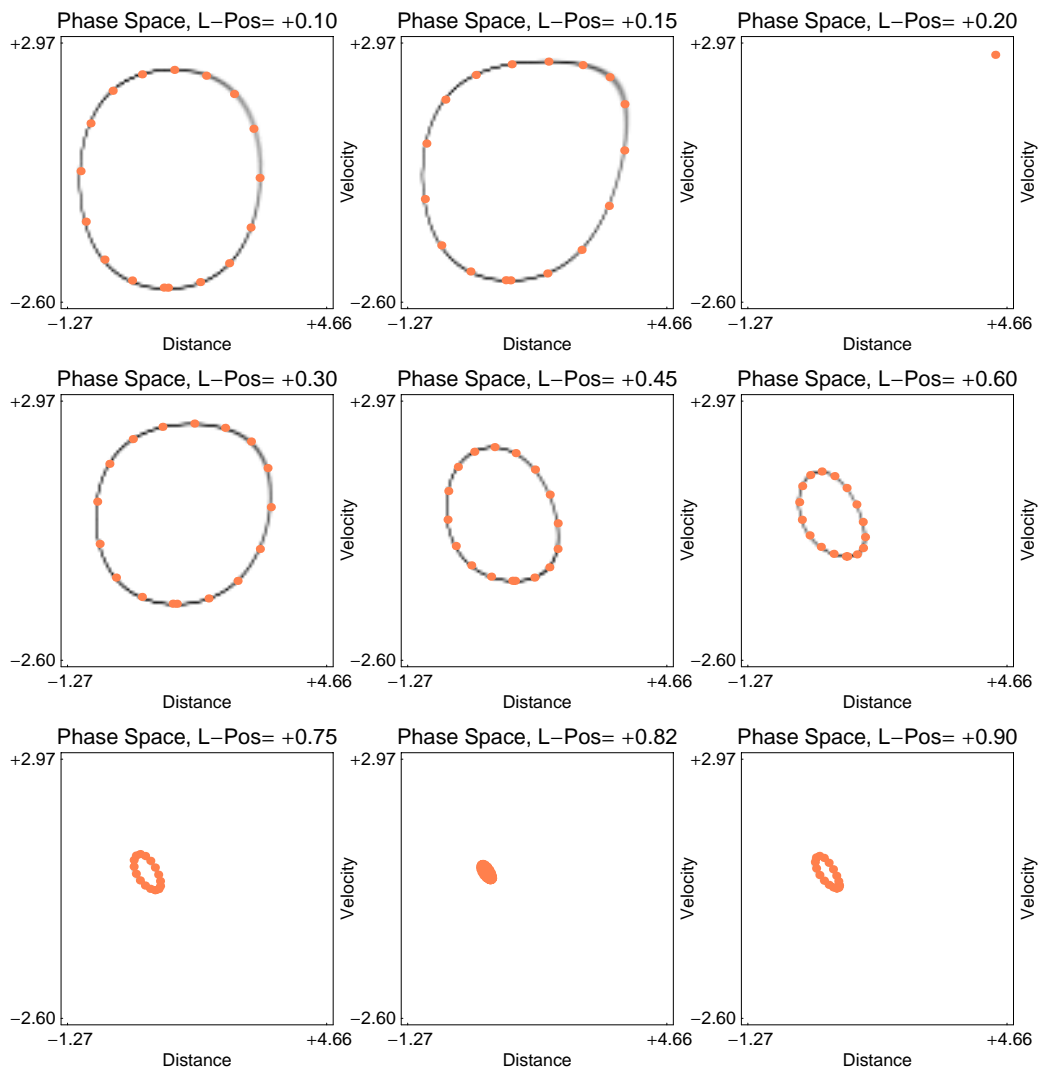 Phase Space, L−Pos= +0.10
+2.97
Velocity
−2.60
−1.27
+4.66
Distance
Phase Space, L−Pos= +0.15
+2.97
Velocity
−2.60
−1.27
+4.66
Distance
Phase Space, L−Pos= +0.20
+2.97
Velocity
−2.60
−1.27
+4.66
Distance
Phase Space, L−Pos= +0.30
+2.97
Velocity
−2.60
−1.27
+4.66
Distance
Phase Space, L−Pos= +0.45
+2.97
Velocity
−2.60
−1.27
+4.66
Distance
Phase Space, L−Pos= +0.60
+2.97
Velocity
−2.60
−1.27
+4.66
Distance
Phase Space, L−Pos= +0.75
+2.97
Velocity
−2.60
−1.27
+4.66
Distance
Phase Space, L−Pos= +0.82
+2.97
Velocity
−2.60
−1.27
+4.66
Distance
Phase Space, L−Pos= +0.90
+2.97
Velocity
−2.60
−1.27
+4.66
Distance